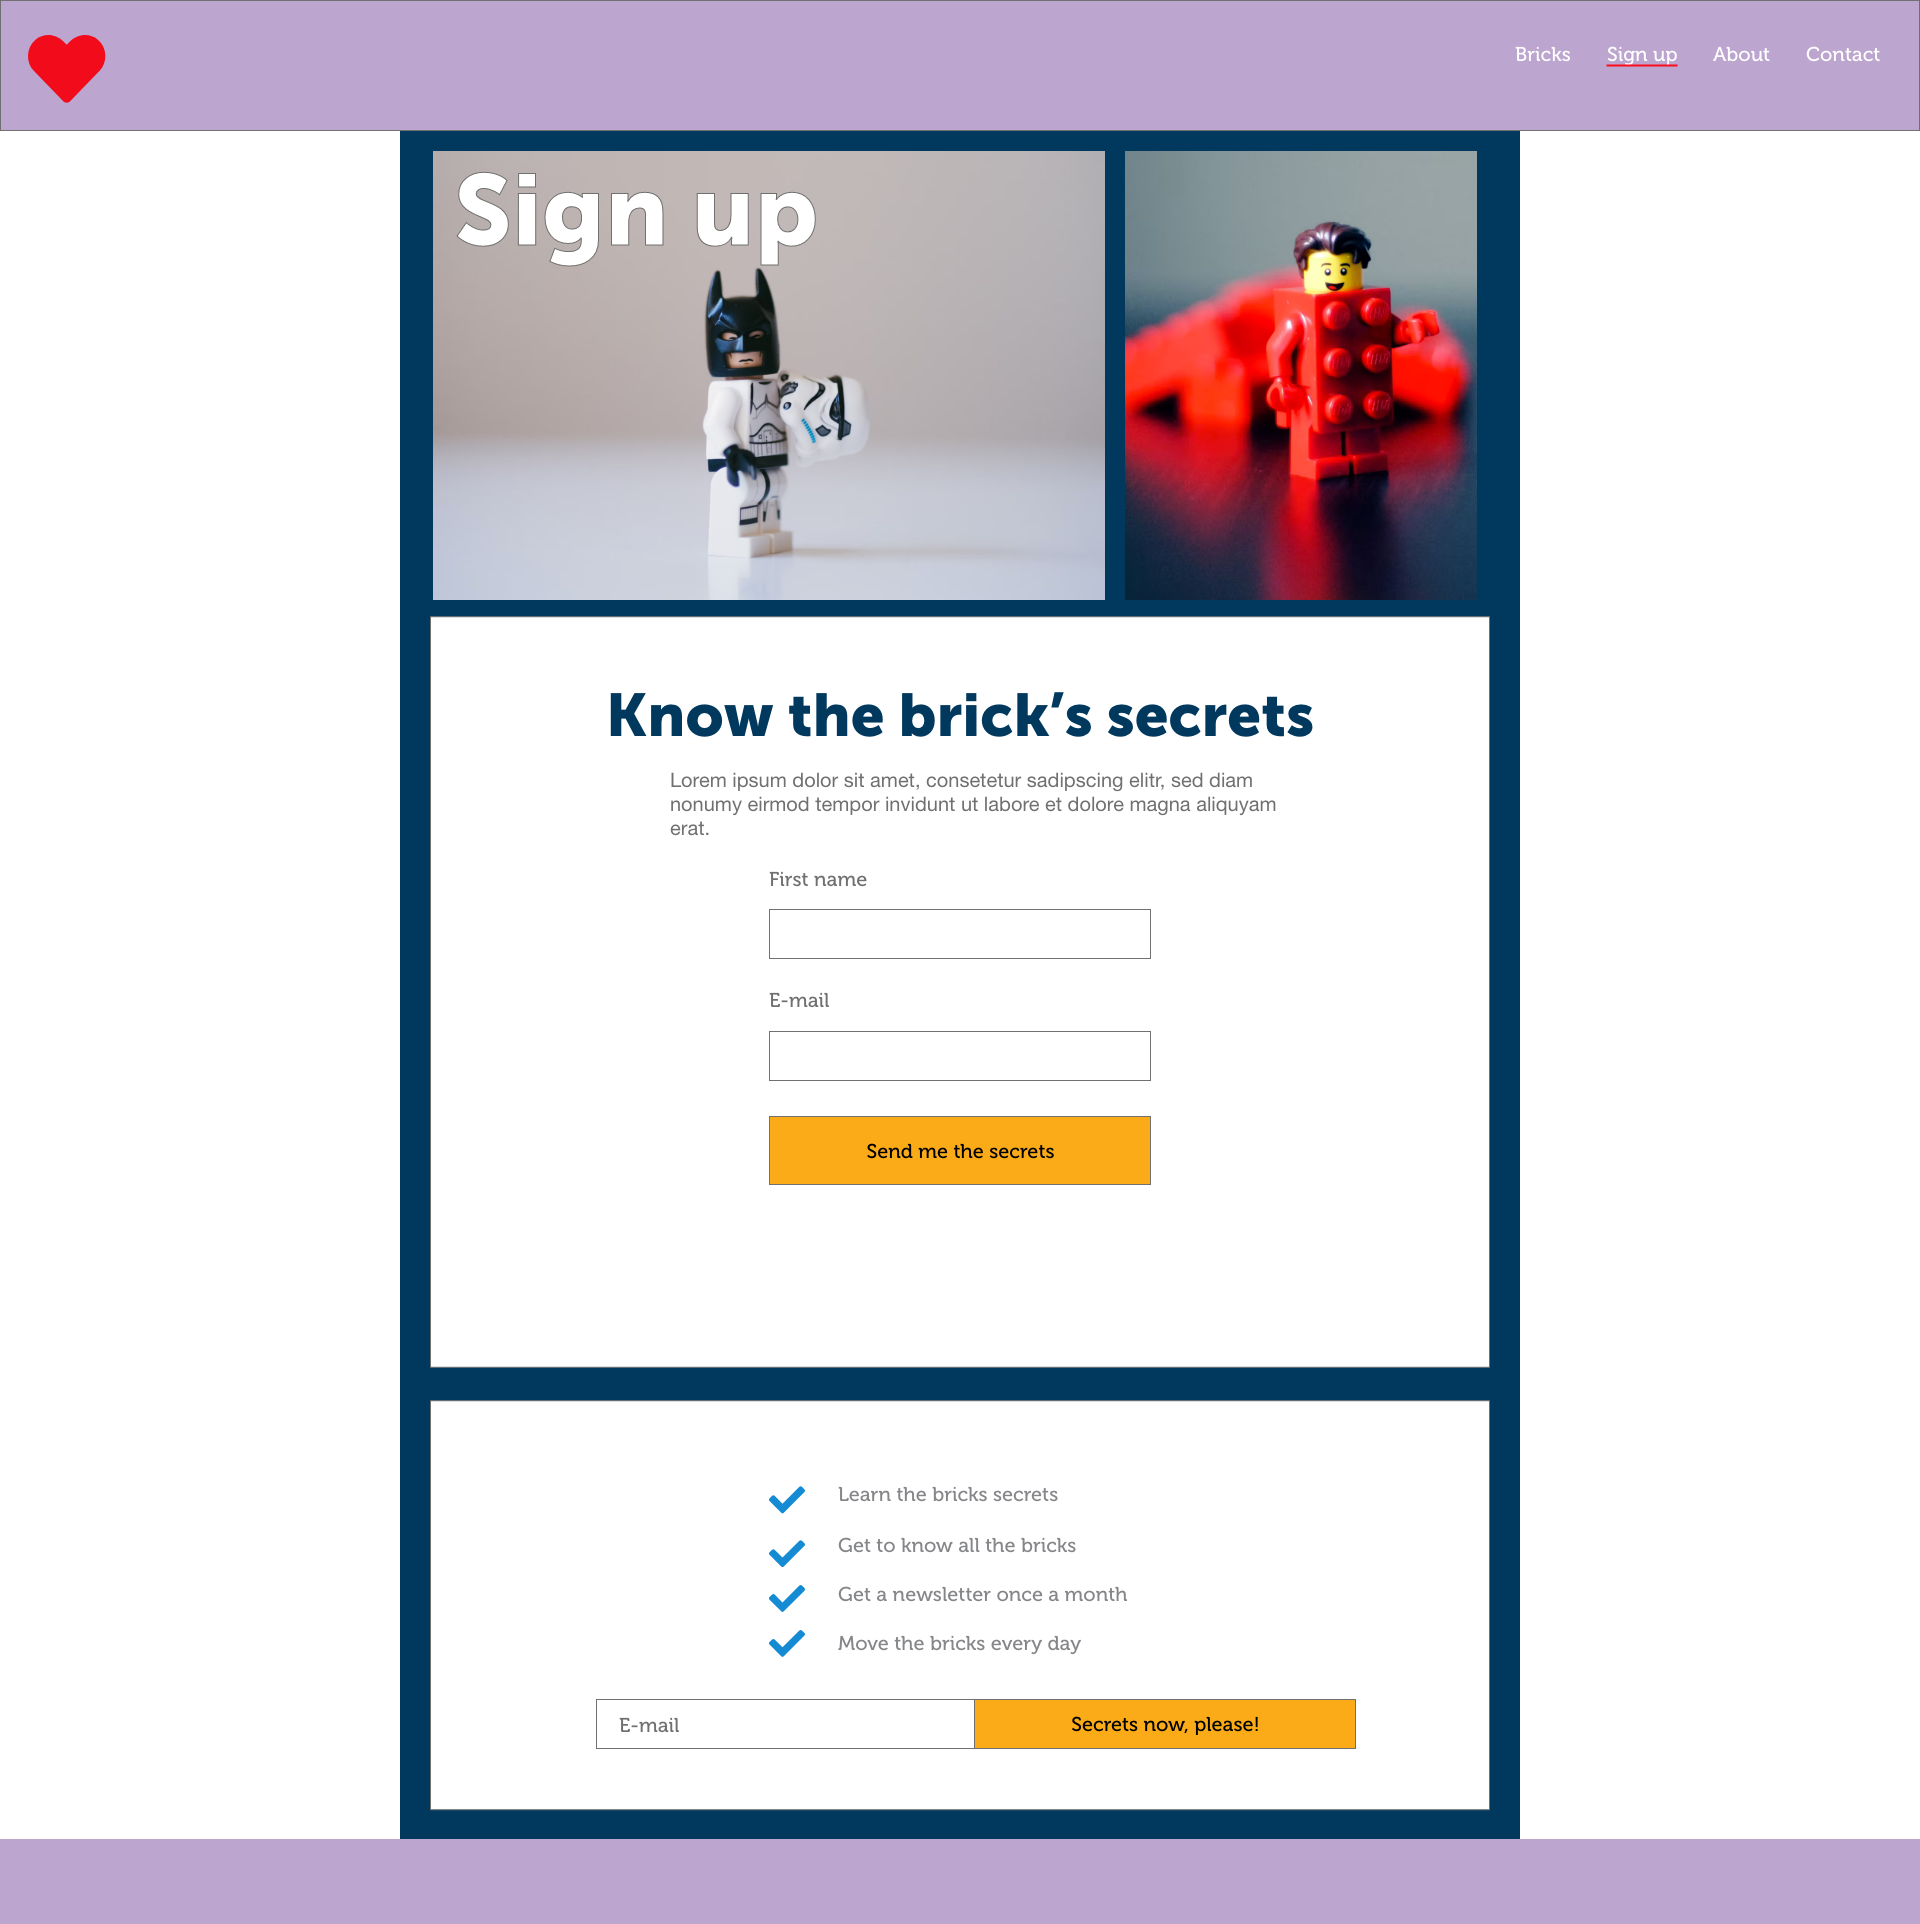 Bricks Sign up About Contact
Sign up
Know the brick’s secrets
Lorem ipsum dolor sit amet, consetetur sadipscing elitr, sed diam
nonumy eirmod tempor invidunt ut labore et dolore magna aliquyam
erat.
First name
E-mail
Send me the secrets
Learn the bricks secrets
Get to know all the bricks
Get a newsletter once a month
Move the bricks every day
E-mail
Secrets now, please!